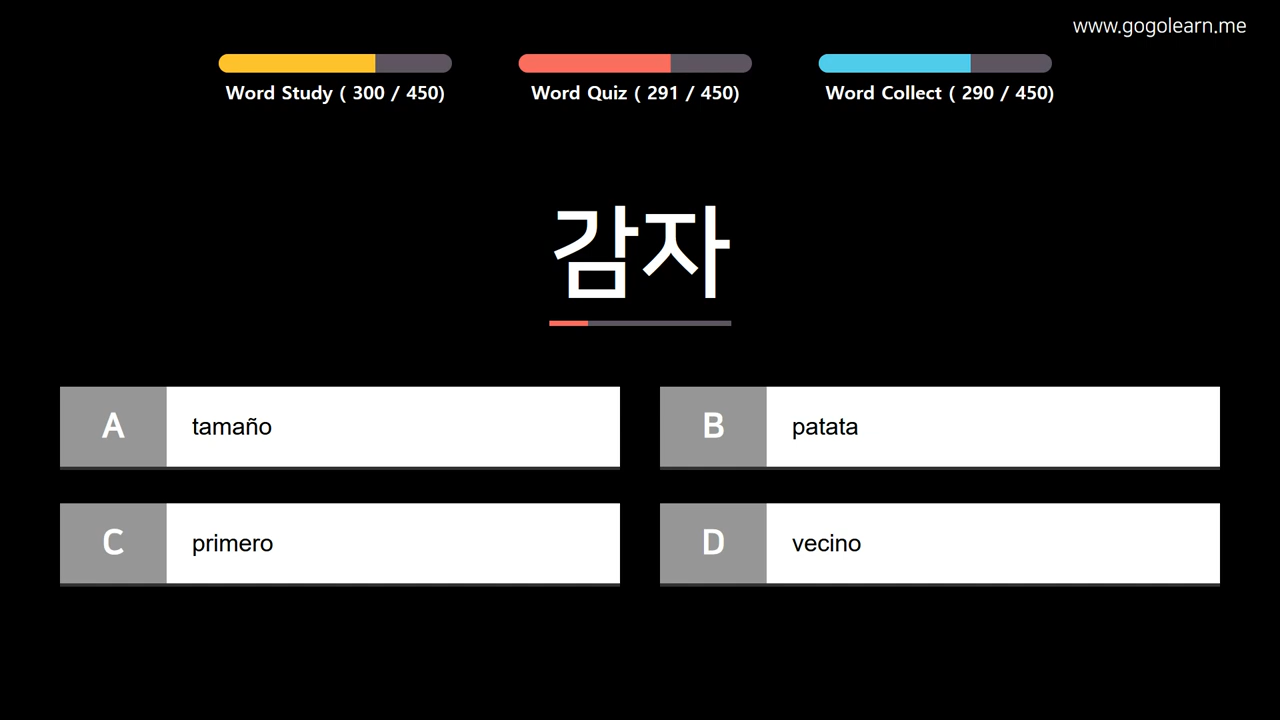 www.gogolearn.me
Word Study ( 300 / 450)
Word Quiz ( 291 / 450)
Word Collect ( 290 / 450)
감자
A
tamaño
B
patata
C
primero
D
vecino